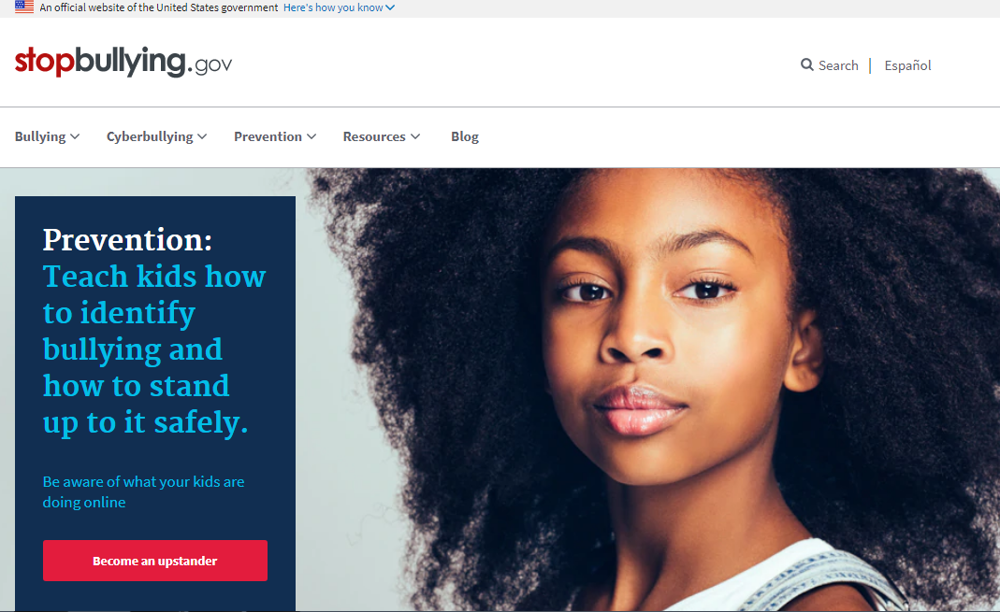 An official website of the United States government Here's how you know
stopbullying.gov
Search Español
Bullying Cyberbullying Prevention Resources Blog
Prevention:
Teach kids how
to identify
bullying and
how to stand
up to it safely.
Be aware of what your kids are
doing online
Become an upstander